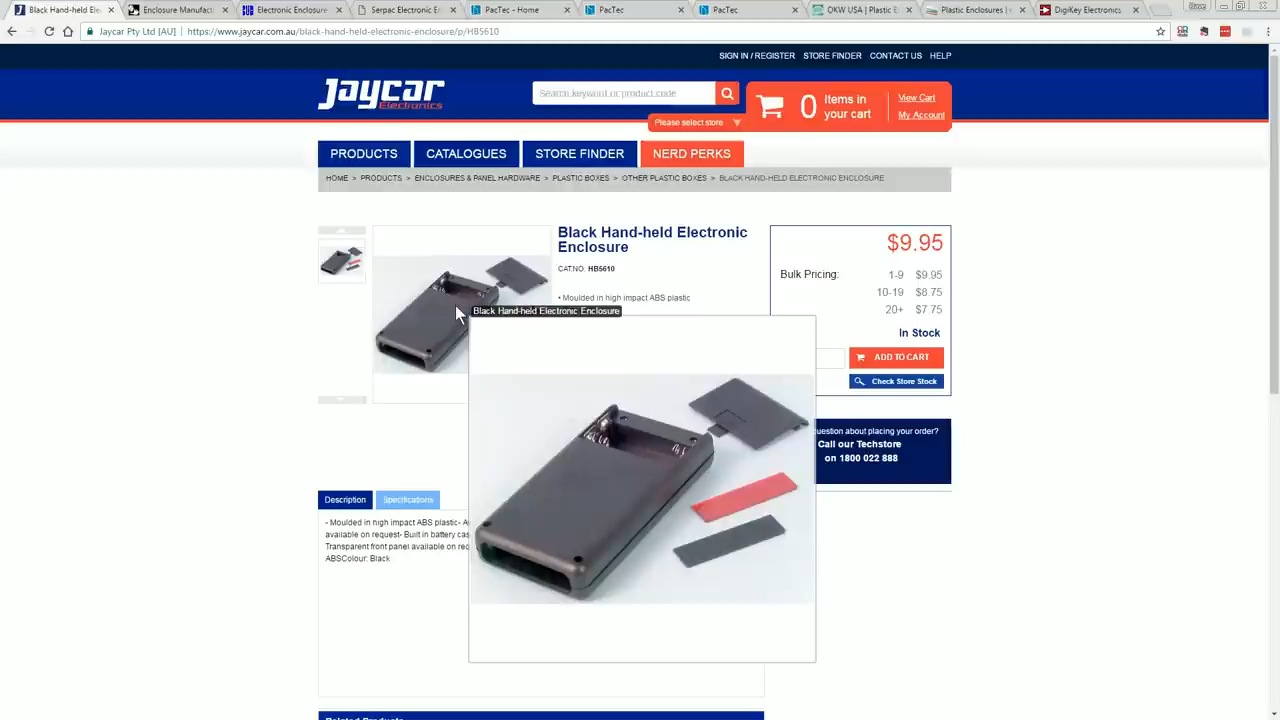 Black Hand-held Ele
Enclosure Manufact
Electronic Enclosure
Serpac Electronic En
PacTec - Home
PacTec
PacTec
OKW USA | Plastic E
Plastic Enclosures |
DigiKey Electronics
Jaycar Pty Ltd [AU]
https://www.jaycar.com.au/black-hand-held-electronic-enclosure/p/HB5610
SIGN IN / REGISTER
STORE FINDER
CONTACT US
HELP
Jaycar
Electronics
Search keyword or product code
0
Items in
your cart
View Cart
My Account
Please select store
PRODUCTS
CATALOGUES
STORE FINDER
NERD PERKS
HOME > PRODUCTS > ENCLOSURES & PANEL HARDWARE > PLASTIC BOXES > OTHER PLASTIC BOXES > BLACK HAND-HELD ELECTRONIC ENCLOSURE
Black Hand-held Electronic
Enclosure
CAT.NO. HB5610
• Moulded in high impact ABS plastic
Black Hand-held Electronic Enclosure
$9.95
Bulk Pricing:
1-9 $9.95
10-19 $8.75
20+ $7.75
In Stock
ADD TO CART
Check Store Stock
question about placing your order?
Call our Techstore
on 1800 022 888
Description
Specifications
- Moulded in high impact ABS plastic- A
available on request- Built in battery cas
Transparent front panel available on req
ABSColour: Black
Related Products